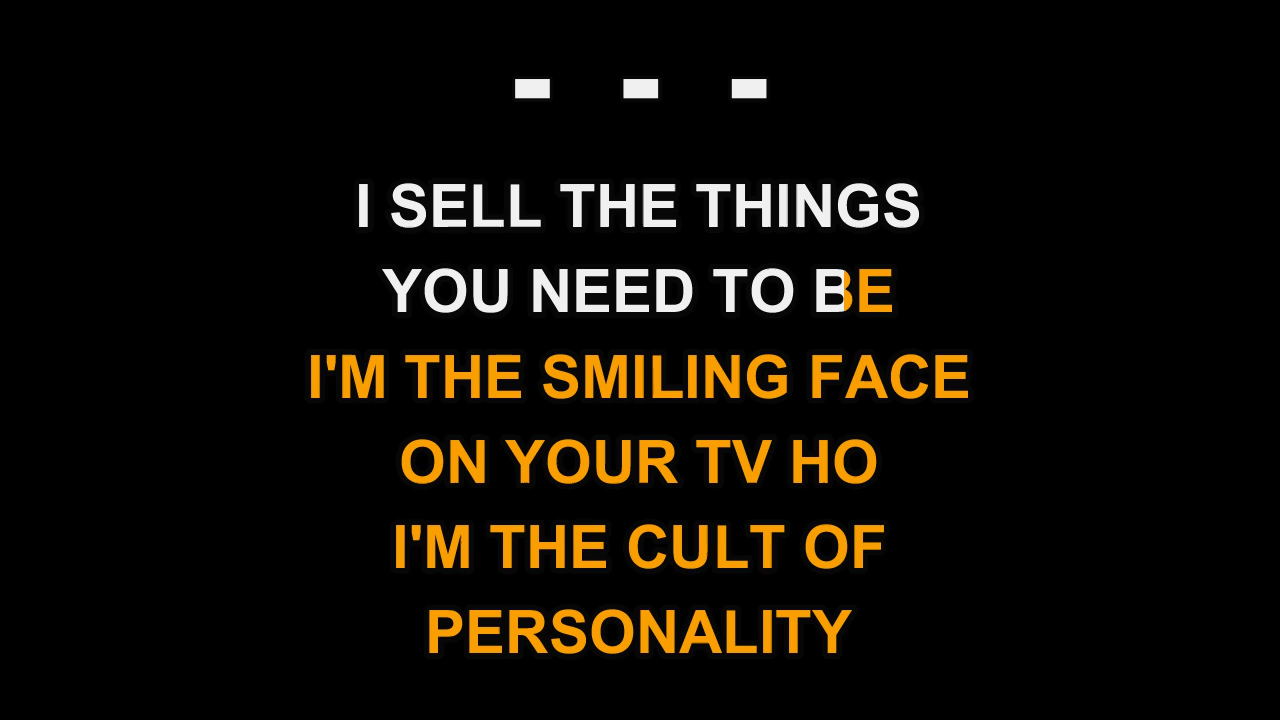 - - -
I SELL THE THINGS
YOU NEED TO BE
I'M THE SMILING FACE
ON YOUR TV HO
I'M THE CULT OF
PERSONALITY